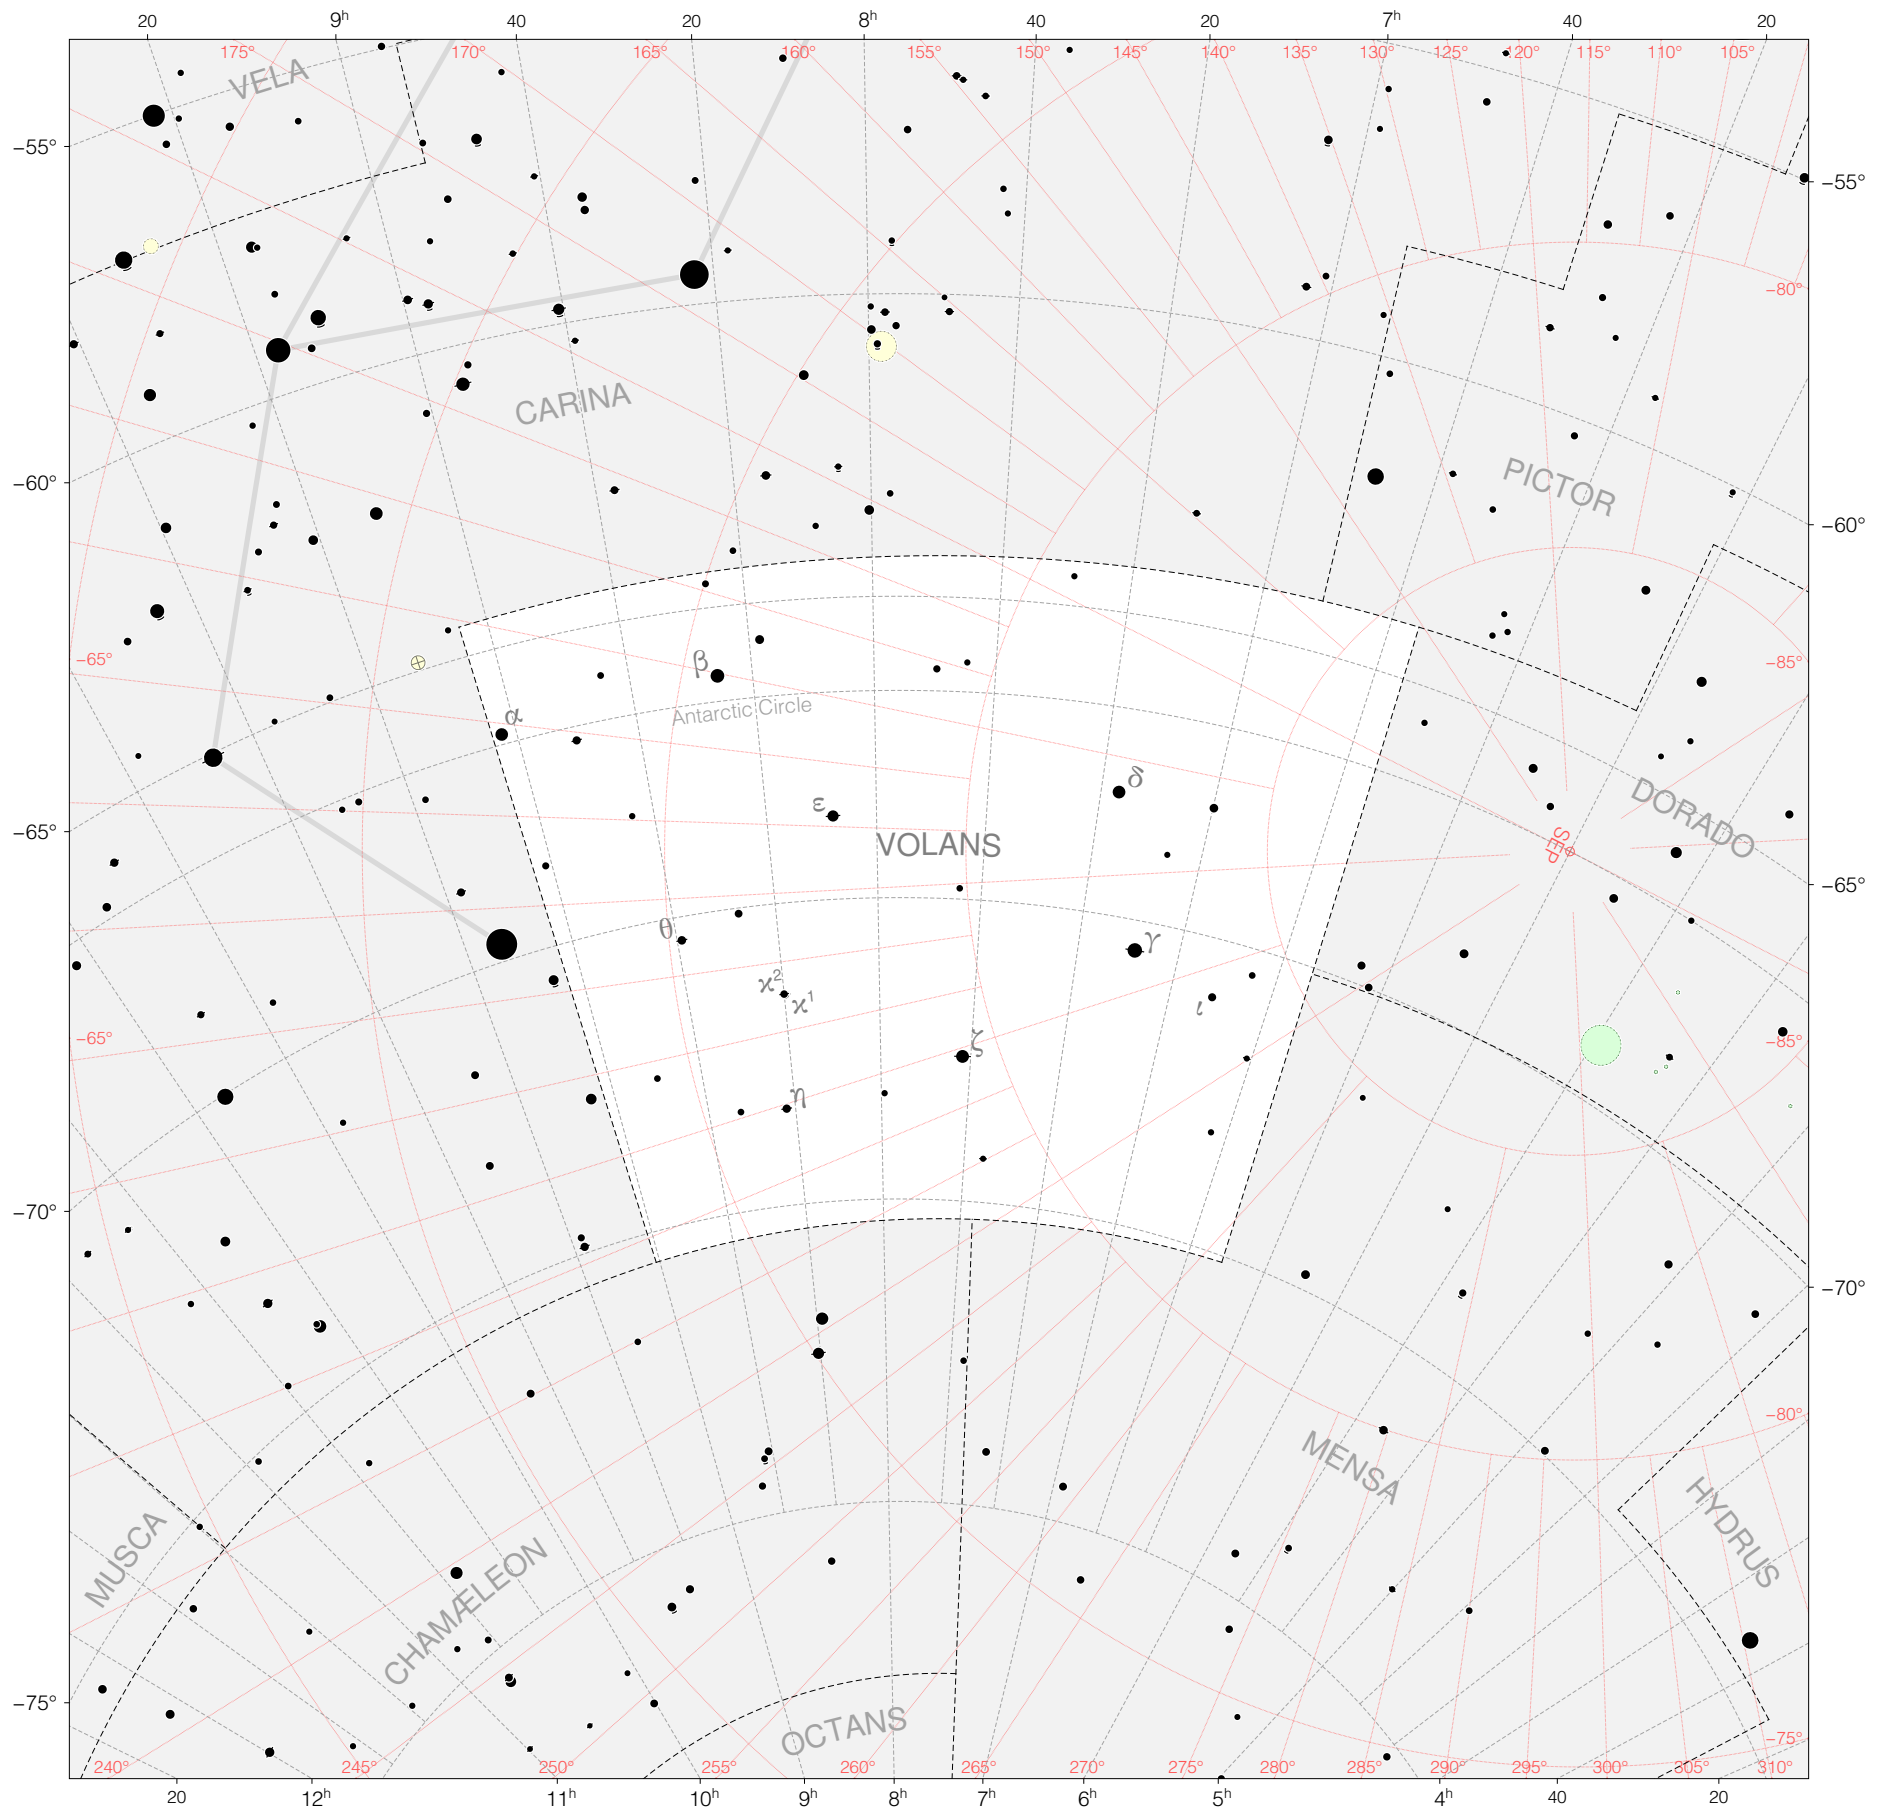 20 9h 40 20 8h 40 20 7h 40 20
175° 170° 165° 160° 155° 150° 145° 140° 135° 130° 125° 120° 115° 110° 105°
VELA
−55°
−55°
−80°
CARINA
PICTOR
−60°
−60°
−65°
β
−85°
Antarctic Circle
α
δ
ε
DORADO
−65°
VOLANS
SEP
−65°
θ
γ
ϰ2
ϰ1
ι
−65°
ζ
−85°
η
−70°
−70°
−80°
MENSA
HYDRUS
MUSCA
CHAMÆLEON
−75°
OCTANS
−75°
240° 245° 250° 255° 260° 265° 270° 275° 280° 285° 290° 295° 300° 305° 310°
20 12h 11h 10h 9h 8h 7h 6h 5h 4h 40 20